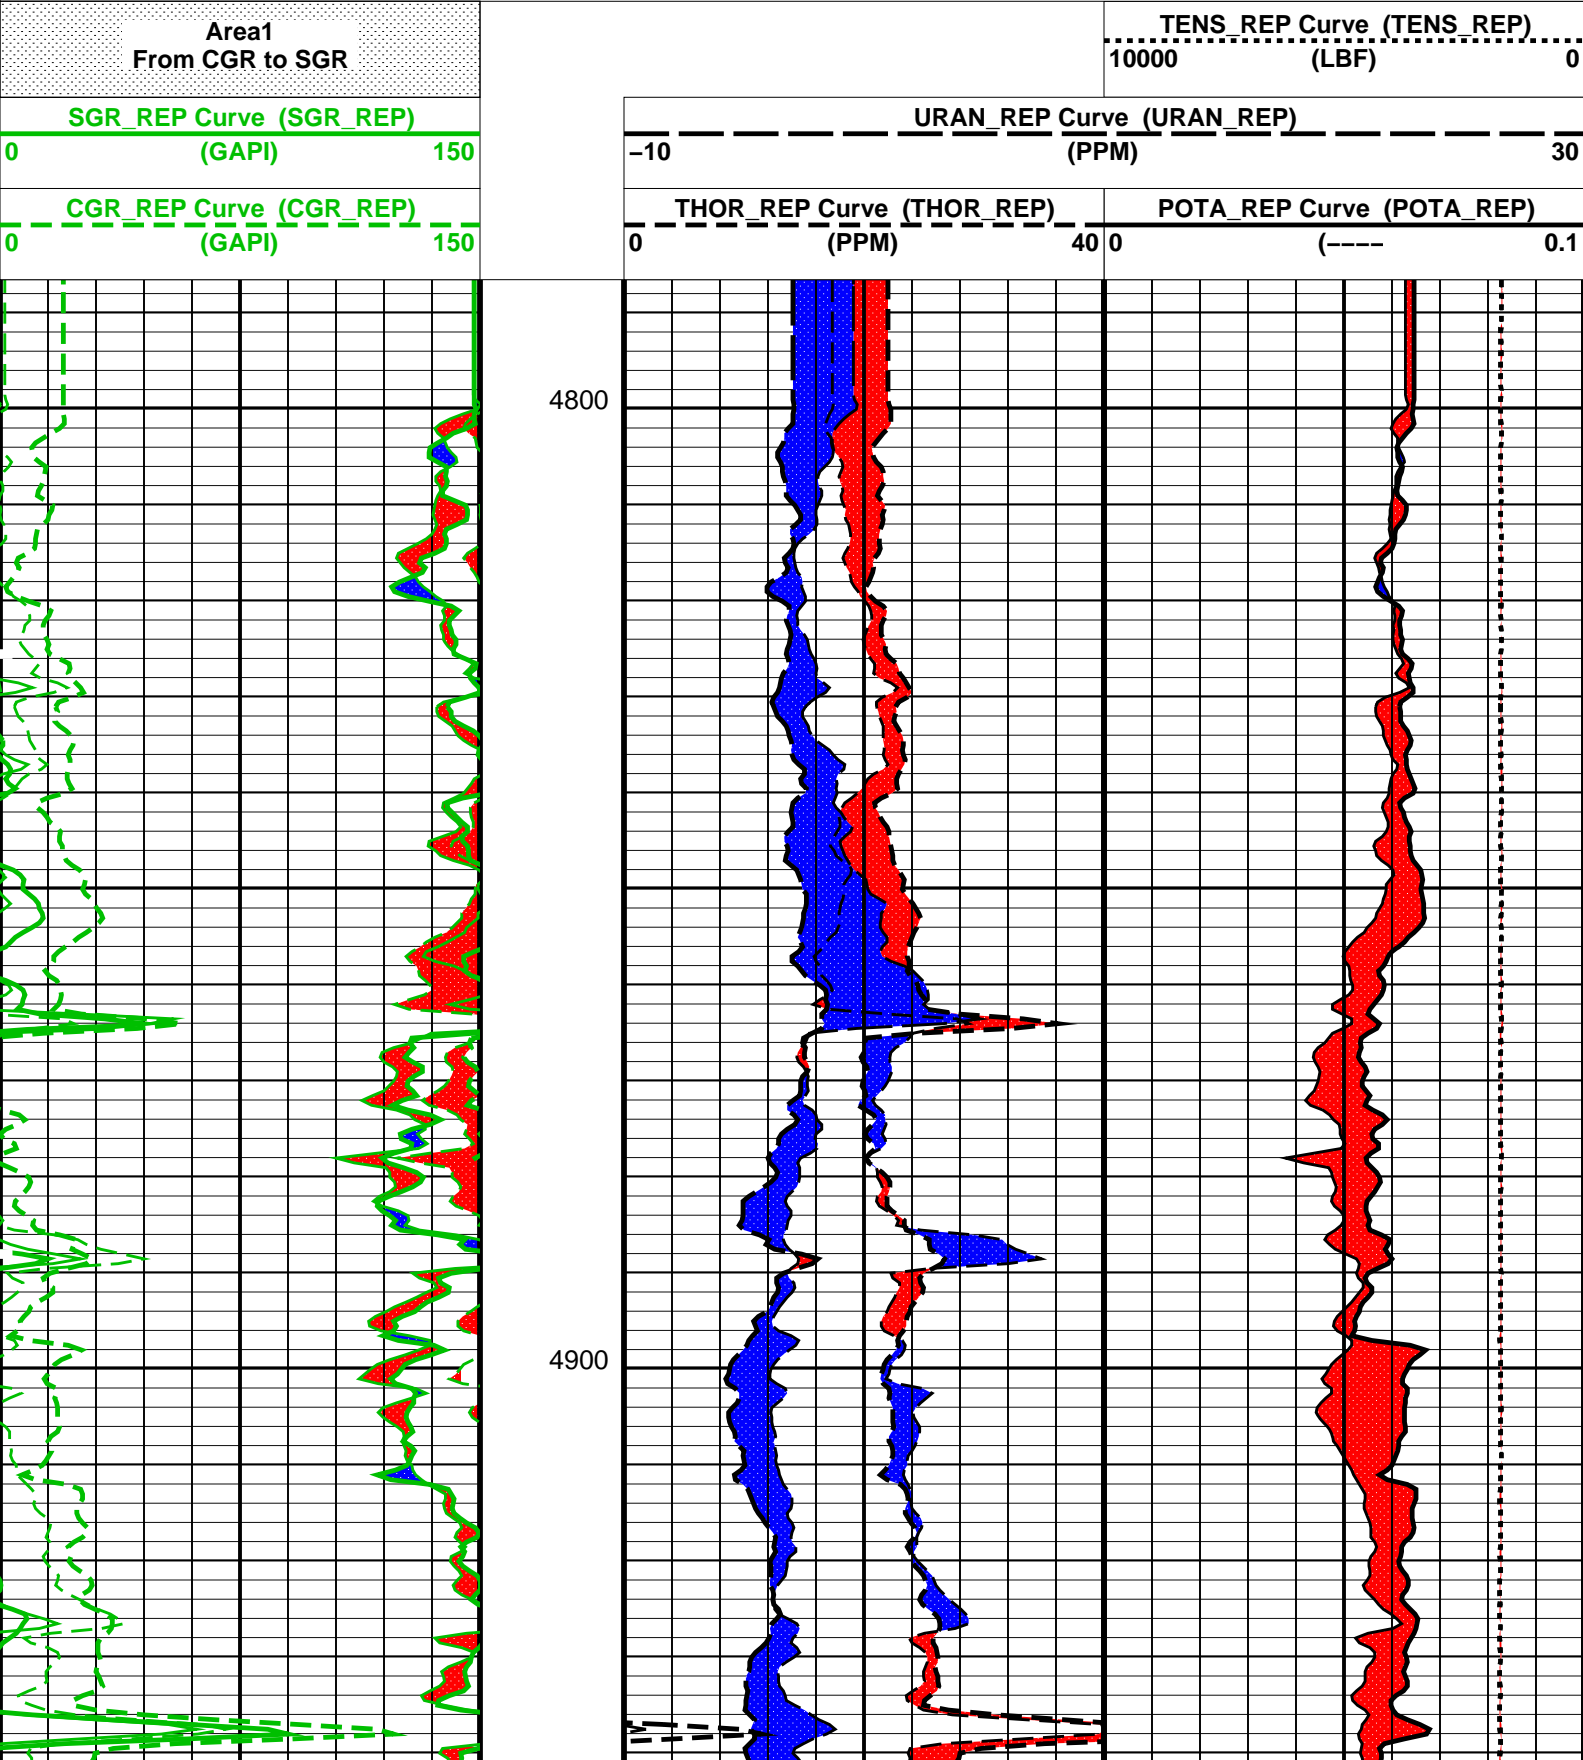 Area1
From CGR to SGR
TENS_REP Curve (TENS_REP)
10000 (LBF) 0
SGR_REP Curve (SGR_REP)
0 (GAPI) 150
URAN_REP Curve (URAN_REP)
−10 (PPM) 30
CGR_REP Curve (CGR_REP)
0 (GAPI) 150
THOR_REP Curve (THOR_REP)
0 (PPM) 40
POTA_REP Curve (POTA_REP)
0 (−−−− 0.1
4800
4900